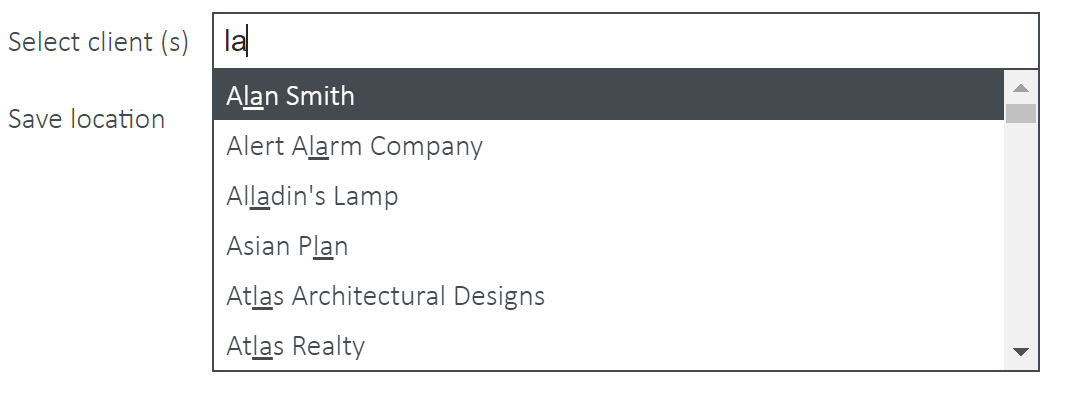 Select client (s)
la
Save location
Alan Smith
Alert Alarm Company
Alladin's Lamp
Asian Plan
Atlas Architectural Designs
Atlas Realty